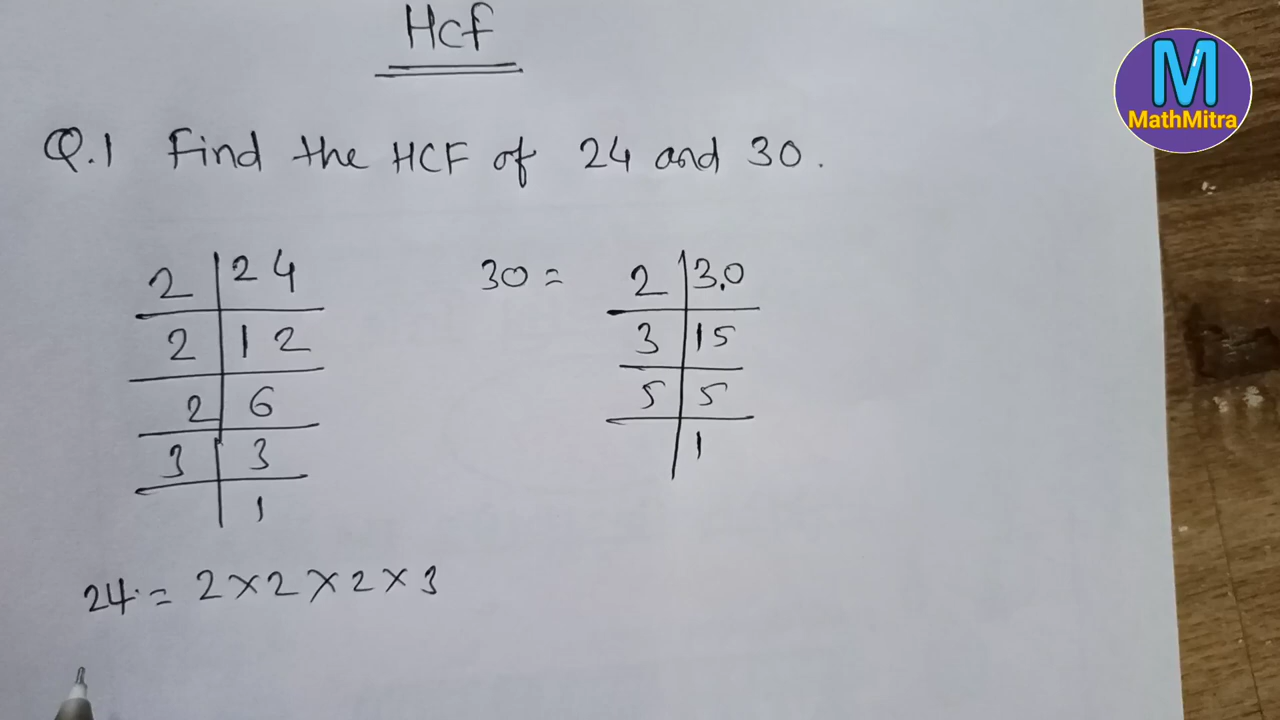 Hcf
M
MathMitra
Q.1 Find the HCF of 24 and 30.
2 | 24
2 | 12
2 | 6
3 | 3
1
30 =
2 | 30
3 | 15
5 | 5
1
24 = 2 × 2 × 2 × 3